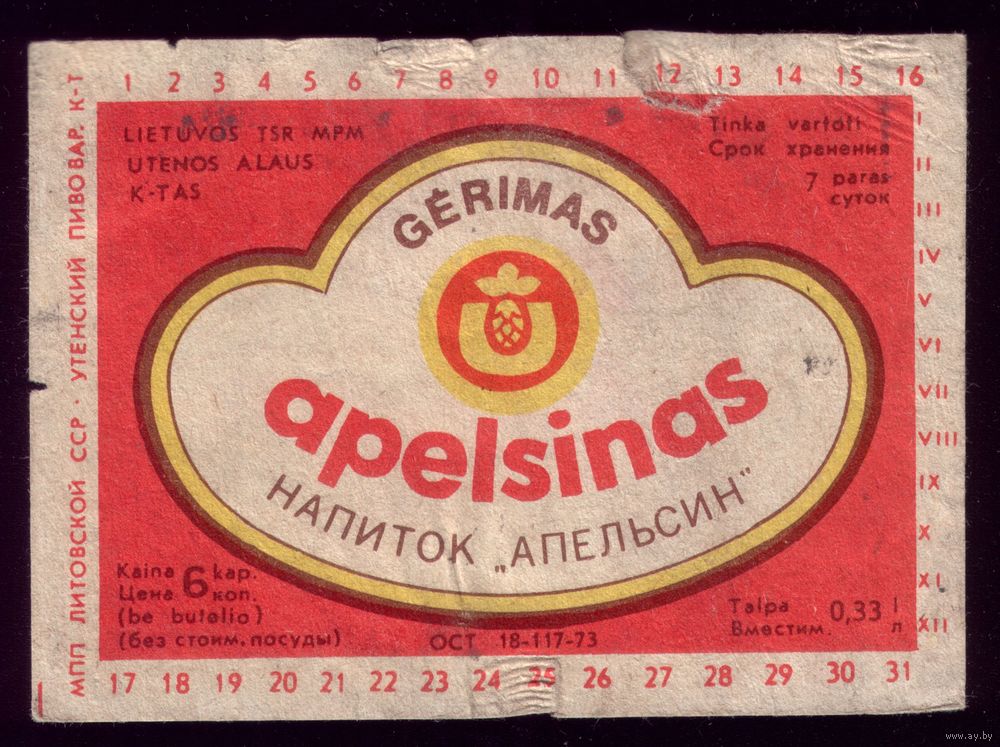 1 2 3 4 5 6 7 8 9 10 11 12 13 14 15 16
МПП ЛИТОВСКОЙ ССР · УТЕНСКИЙ ПИВОВАР. К-Т
LIETUVOS TSR MPM
UTENOS ALAUS
K-TAS
Tinka vartoti
Срок хранения
7 paras
суток
I
II
III
IV
V
VI
VII
VIII
IX
X
XI
XII
GĖRIMAS
apelsinas
НАПИТОК „АПЕЛЬСИН"
Kaina 6 kap.
Цена коп.
(be butelio)
(без стоим. посуды)
ОСТ 18-117-73
Talpa 0,33 l
Вместим. л
17 18 19 20 21 22 23 24 25 26 27 28 29 30 31
www.ay.by